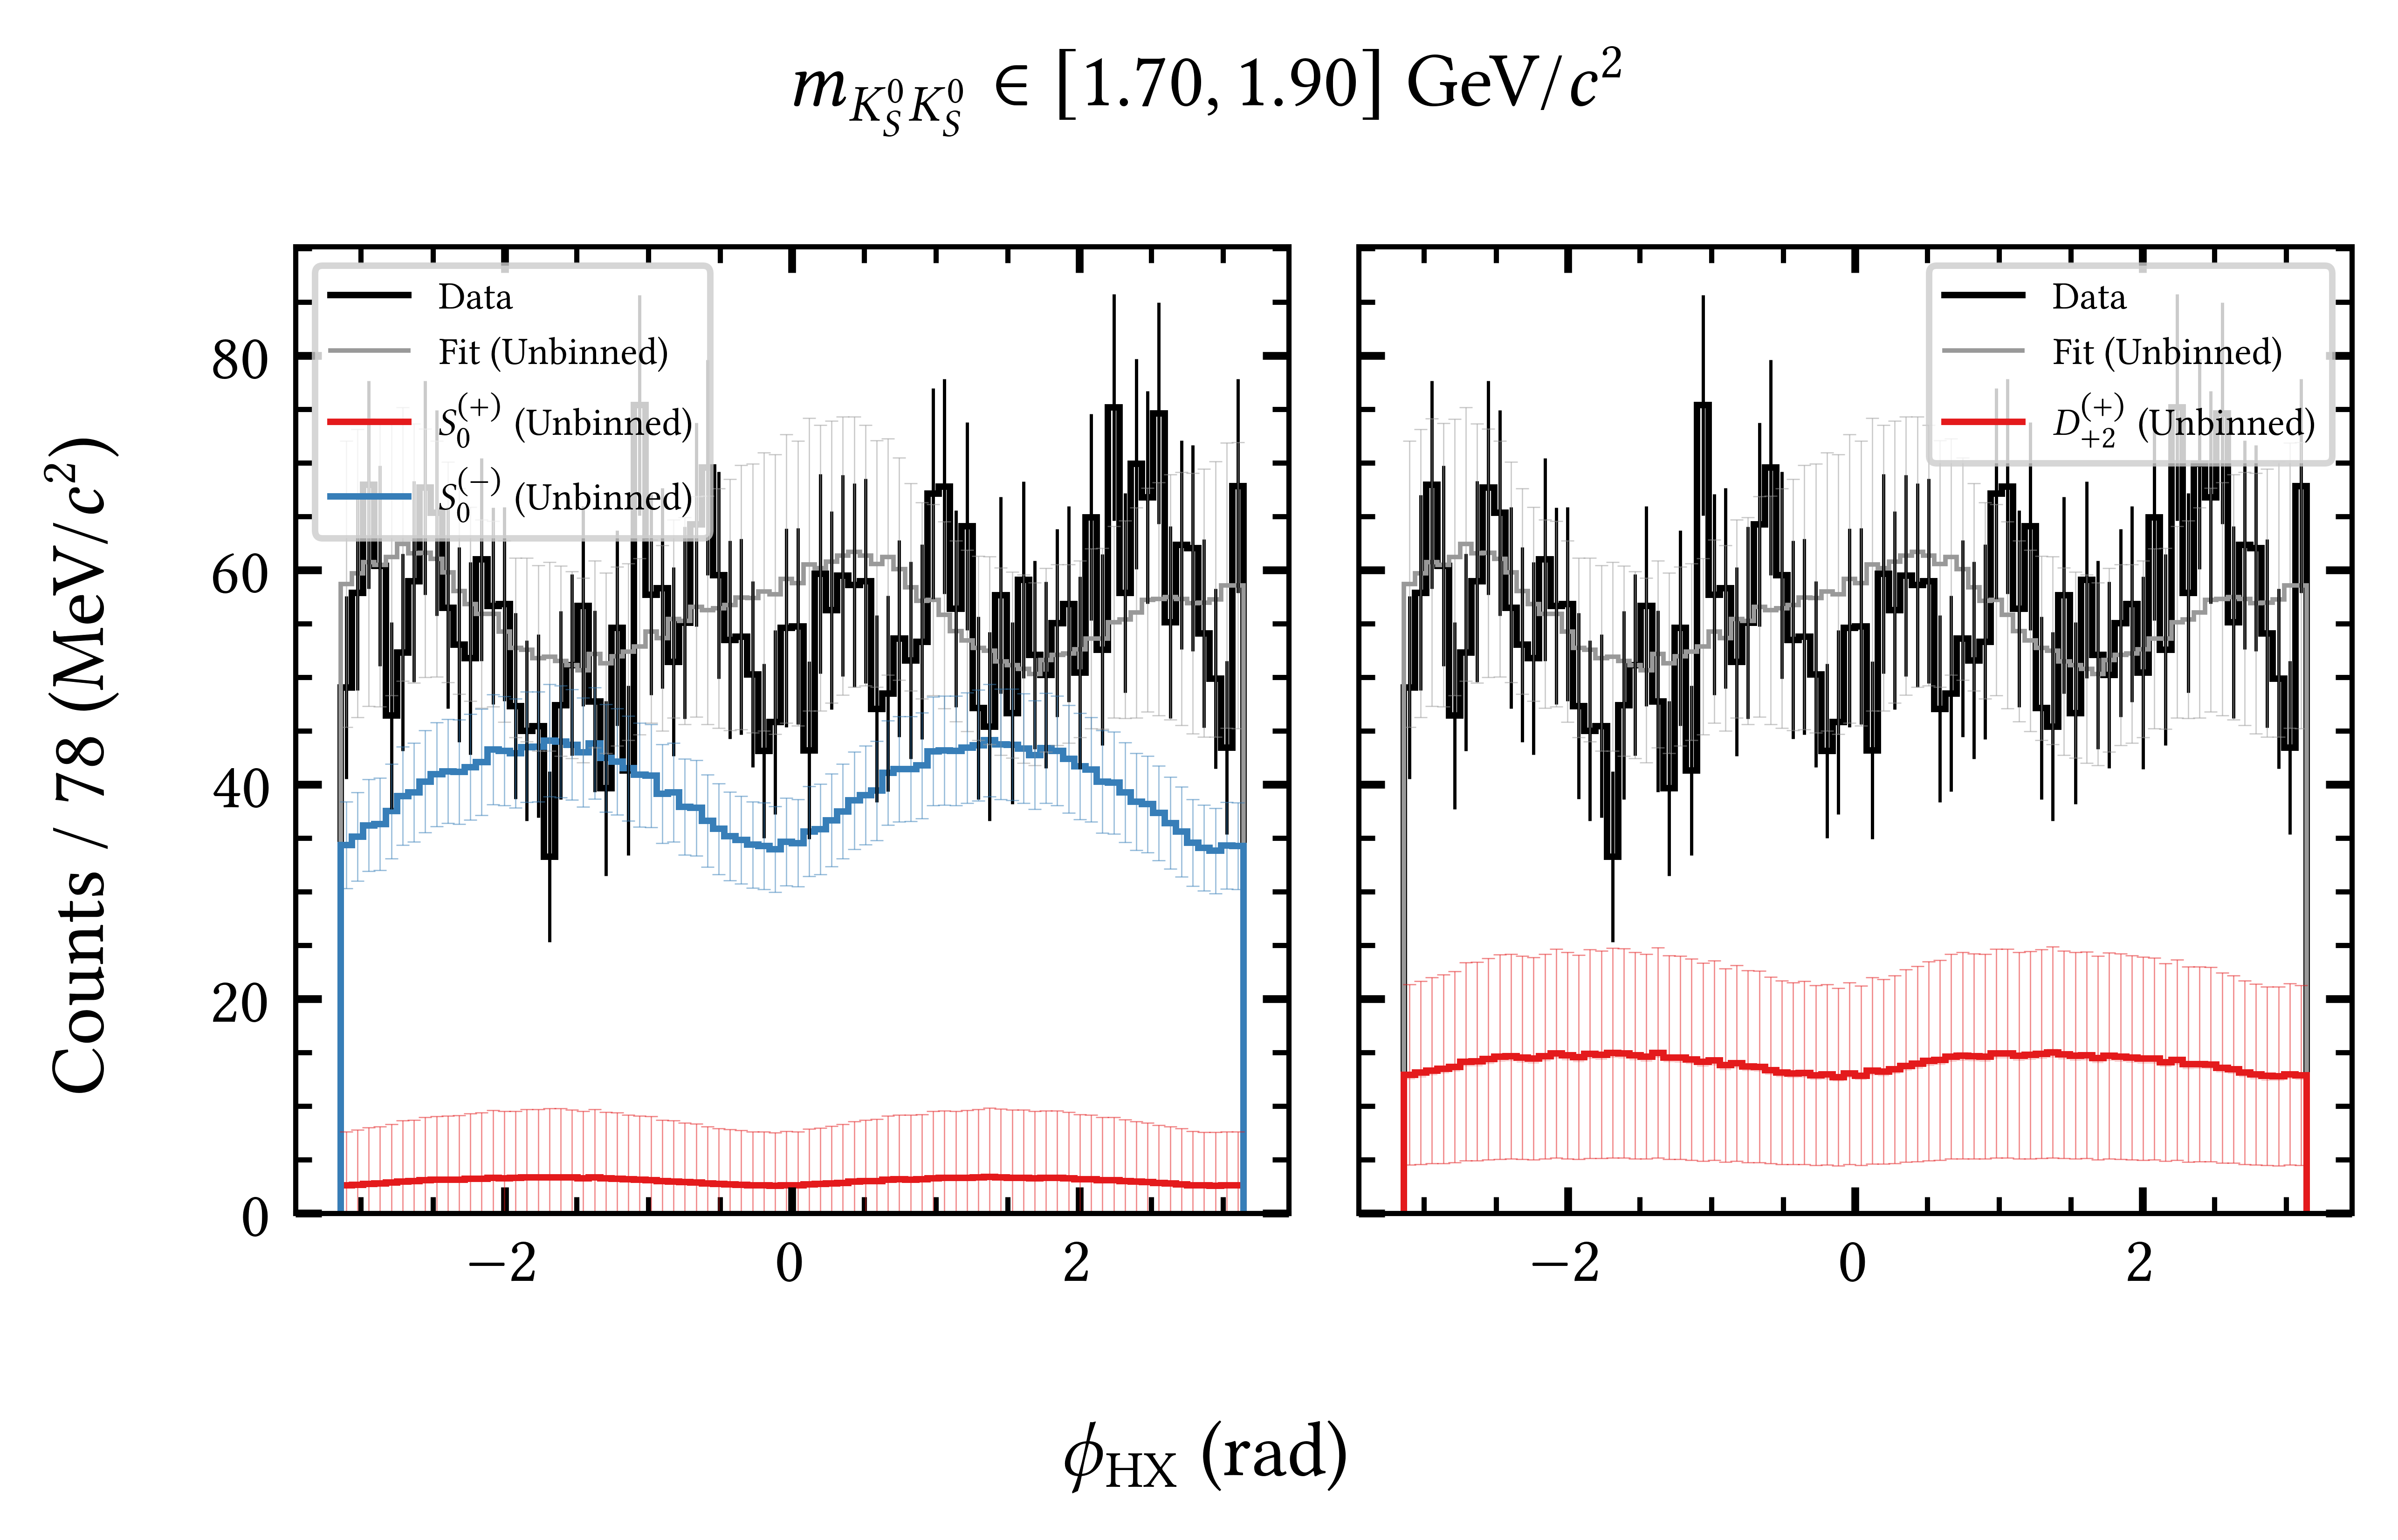 m_{K_S^0 K_S^0} ∈ [1.70, 1.90] GeV/c²
Counts / 78 (MeV/c²)
80
60
40
20
0
Data
Fit (Unbinned)
S_0^{(+)} (Unbinned)
S_0^{(−)} (Unbinned)
−2
0
2
Data
Fit (Unbinned)
D_{+2}^{(+)} (Unbinned)
−2
0
2
ϕ_{HX} (rad)